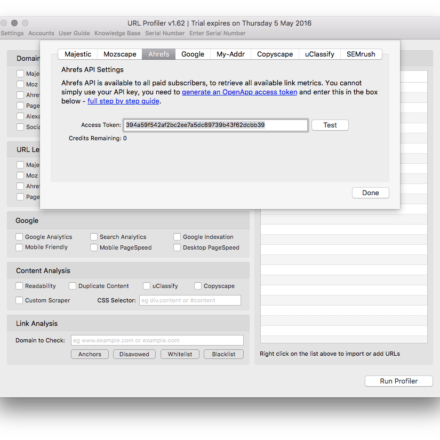 URL Profiler v1.62 | Trial expires on Thursday 5 May 2016
Settings Accounts User Guide Knowledge Base Serial Number Enter Serial Number
Majestic Mozscape Ahrefs Google My-Addr Copyscape uClassify SEMrush
Ahrefs API Settings
Ahrefs API is available to all paid subscribers, to retrieve all available link metrics. You cannot
simply use your API key, you need to generate an OpenApp access token and enter this in the box
below - full step by step guide.
Access Token: Test
Credits Remaining: 0
Done
Domain
Maje
Moz
Ahre
Page
Alexa
Socia
URL Le
Maje
Moz
Ahre
Page
Google
Google Analytics Search Analytics Google Indexation
Mobile Friendly Mobile PageSpeed Desktop PageSpeed
Content Analysis
Readability Duplicate Content uClassify Copyscape
Custom Scraper CSS Selector: eg div.content or #content
Link Analysis
Domain to Check: eg www.example.com or example.com
Anchors Disavowed Whitelist Blacklist
Right click on the list above to import or add URLs
Run Profiler